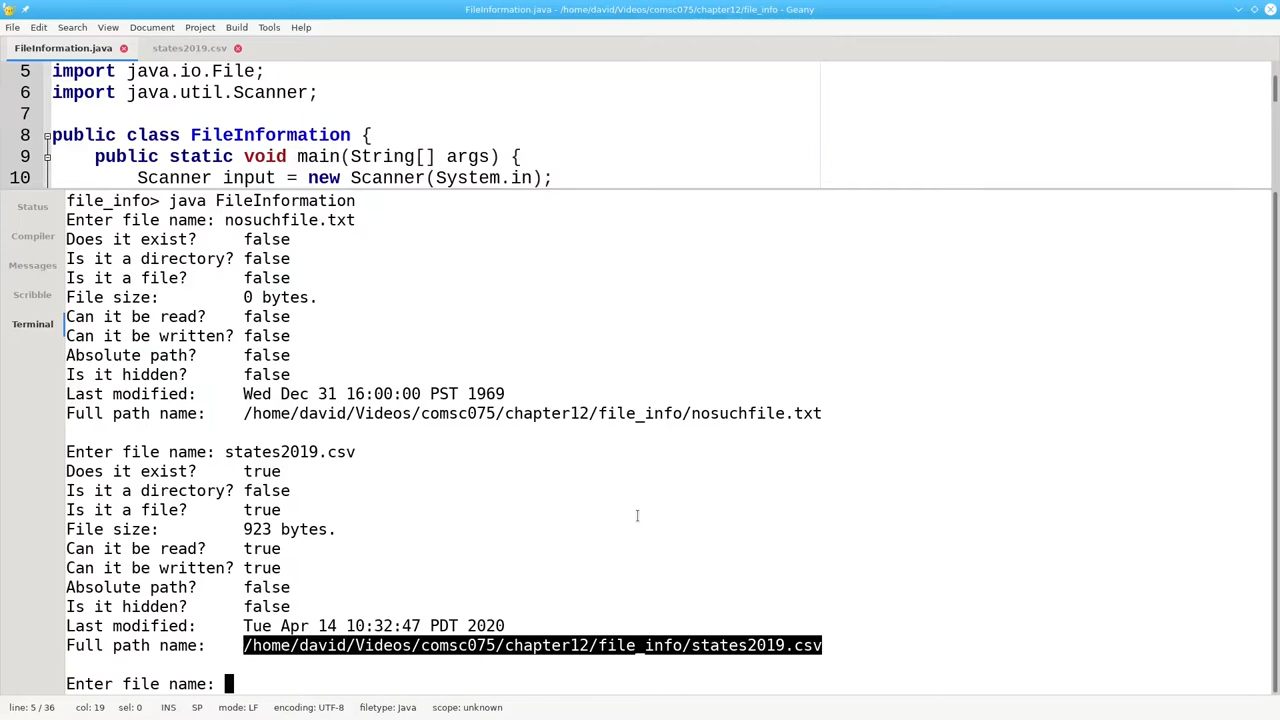 FileInformation.java - /home/david/Videos/comsc075/chapter12/file_info - Geany
File Edit Search View Document Project Build Tools Help
FileInformation.java states2019.csv
5 import java.io.File;
6 import java.util.Scanner;
7
8 public class FileInformation {
9 public static void main(String[] args) {
10 Scanner input = new Scanner(System.in);
Status
Compiler
Messages
Scribble
Terminal
file_info> java FileInformation
Enter file name: nosuchfile.txt
Does it exist? false
Is it a directory? false
Is it a file? false
File size: 0 bytes.
Can it be read? false
Can it be written? false
Absolute path? false
Is it hidden? false
Last modified: Wed Dec 31 16:00:00 PST 1969
Full path name: /home/david/Videos/comsc075/chapter12/file_info/nosuchfile.txt
Enter file name: states2019.csv
Does it exist? true
Is it a directory? false
Is it a file? true
File size: 923 bytes.
Can it be read? true
Can it be written? true
Absolute path? false
Is it hidden? false
Last modified: Tue Apr 14 10:32:47 PDT 2020
Full path name: /home/david/Videos/comsc075/chapter12/file_info/states2019.csv
Enter file name:
line: 5 / 36 col: 19 sel: 0 INS SP mode: LF encoding: UTF-8 filetype: Java scope: unknown